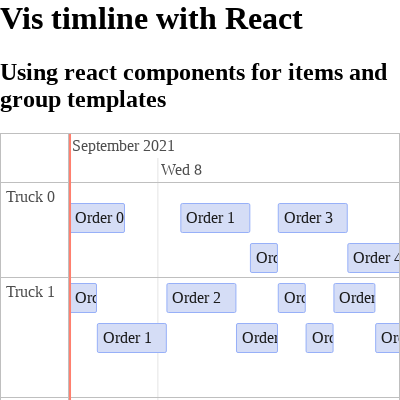 Vis timline with React
Using react components for items and
group templates
September 2021
Wed 8
Truck 0
Order 0
Order 1
Order 3
Orc
Order 4
Truck 1
Orc
Order 2
Orc
Order
Order 1
Order
Orc
Or